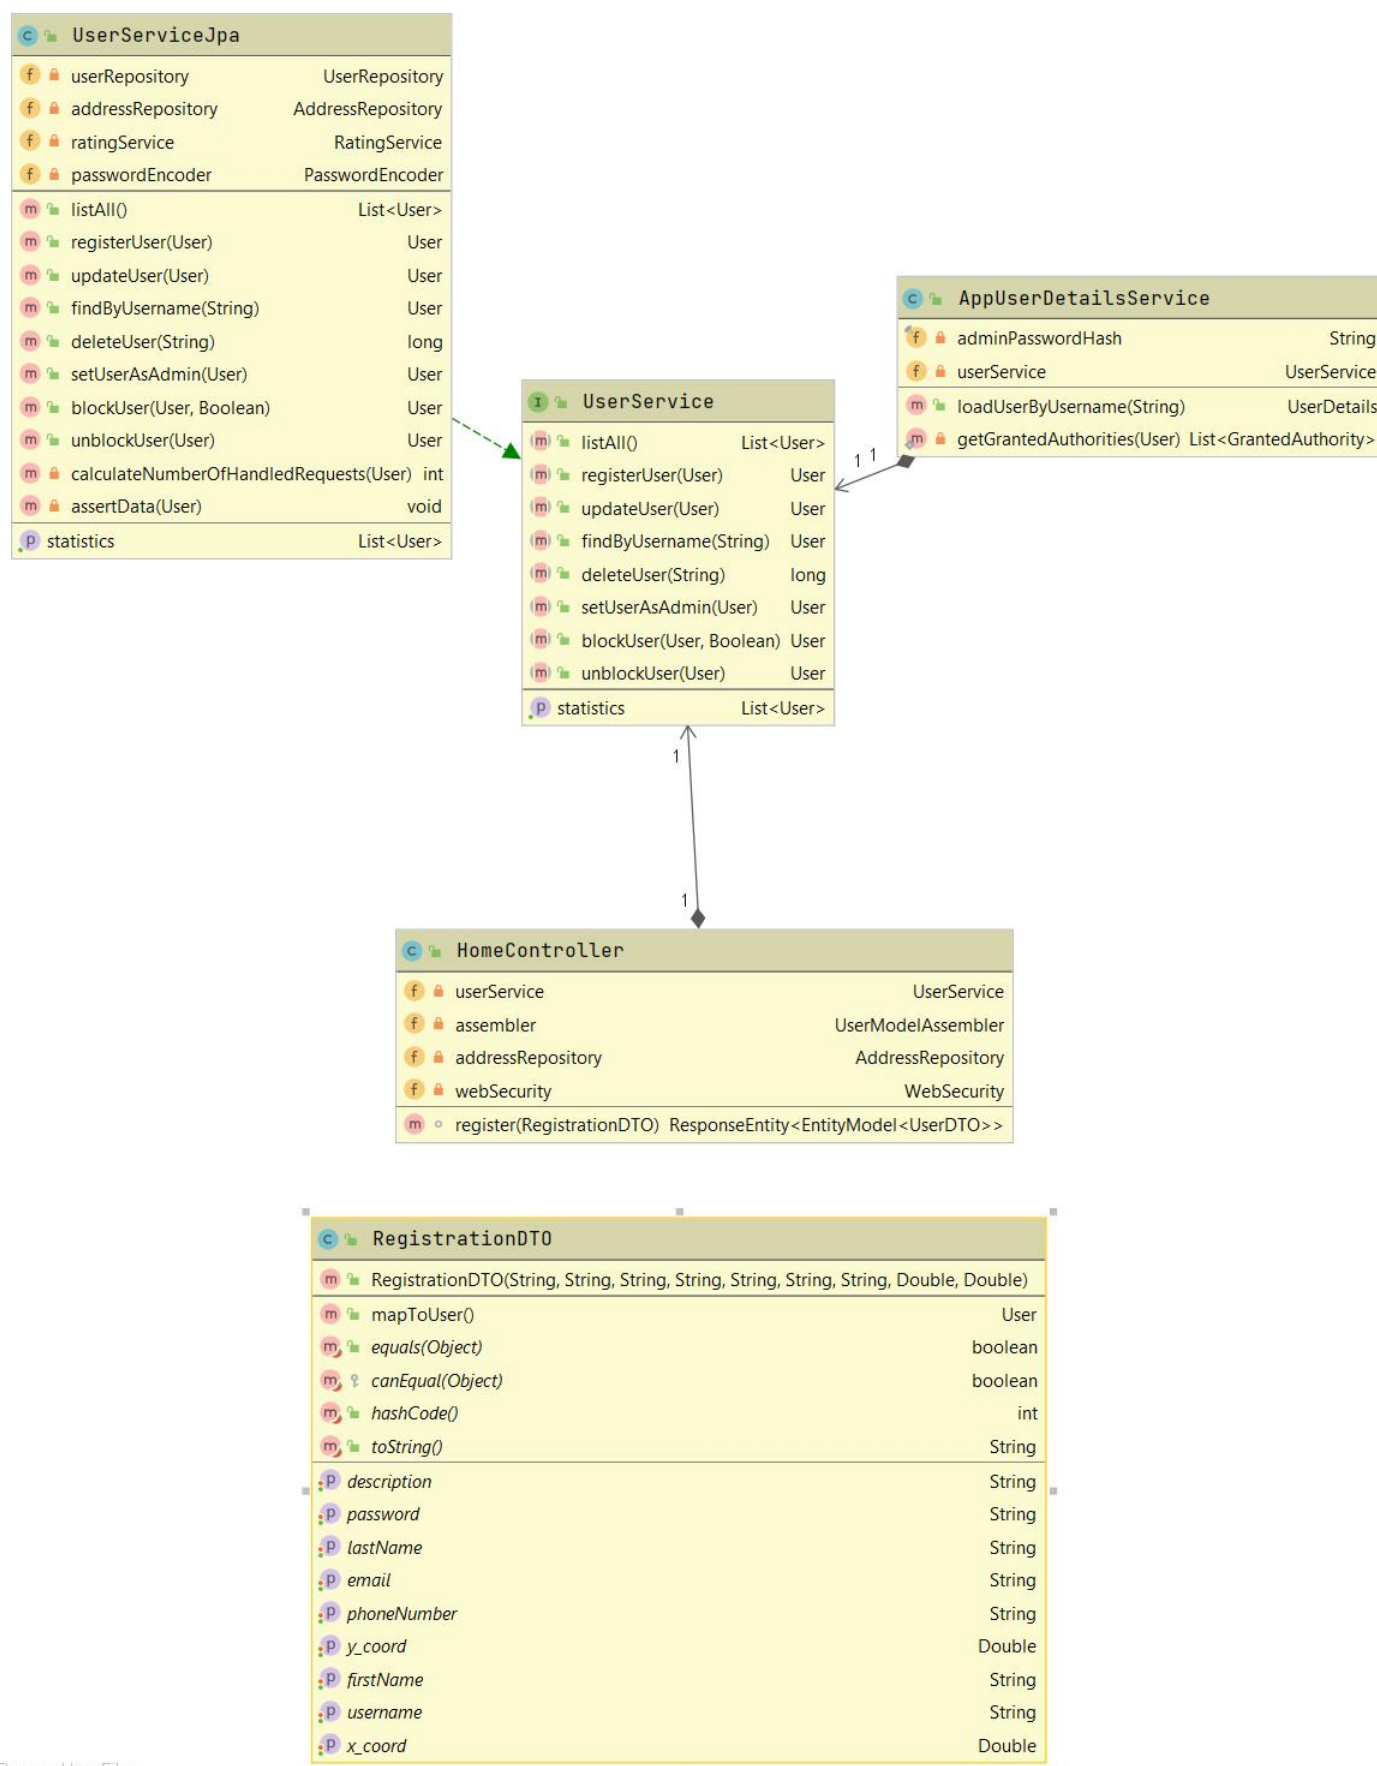 UserServiceJpa
userRepository UserRepository
addressRepository AddressRepository
ratingService RatingService
passwordEncoder PasswordEncoder
listAll() List<User>
registerUser(User) User
updateUser(User) User
findByUsername(String) User
deleteUser(String) long
setUserAsAdmin(User) User
blockUser(User, Boolean) User
unblockUser(User) User
calculateNumberOfHandledRequests(User) int
assertData(User) void
statistics List<User>
AppUserDetailsService
adminPasswordHash String
userService UserService
loadUserByUsername(String) UserDetails
getGrantedAuthorities(User) List<GrantedAuthority>
1 1
UserService
listAll() List<User>
registerUser(User) User
updateUser(User) User
findByUsername(String) User
deleteUser(String) long
setUserAsAdmin(User) User
blockUser(User, Boolean) User
unblockUser(User) User
statistics List<User>
1
1
HomeController
userService UserService
assembler UserModelAssembler
addressRepository AddressRepository
webSecurity WebSecurity
register(RegistrationDTO) ResponseEntity<EntityModel<UserDTO>>
RegistrationDTO
RegistrationDTO(String, String, String, String, String, String, String, Double, Double)
mapToUser() User
equals(Object) boolean
canEqual(Object) boolean
hashCode() int
toString() String
description String
password String
lastName String
email String
phoneNumber String
y_coord Double
firstName String
username String
x_coord Double